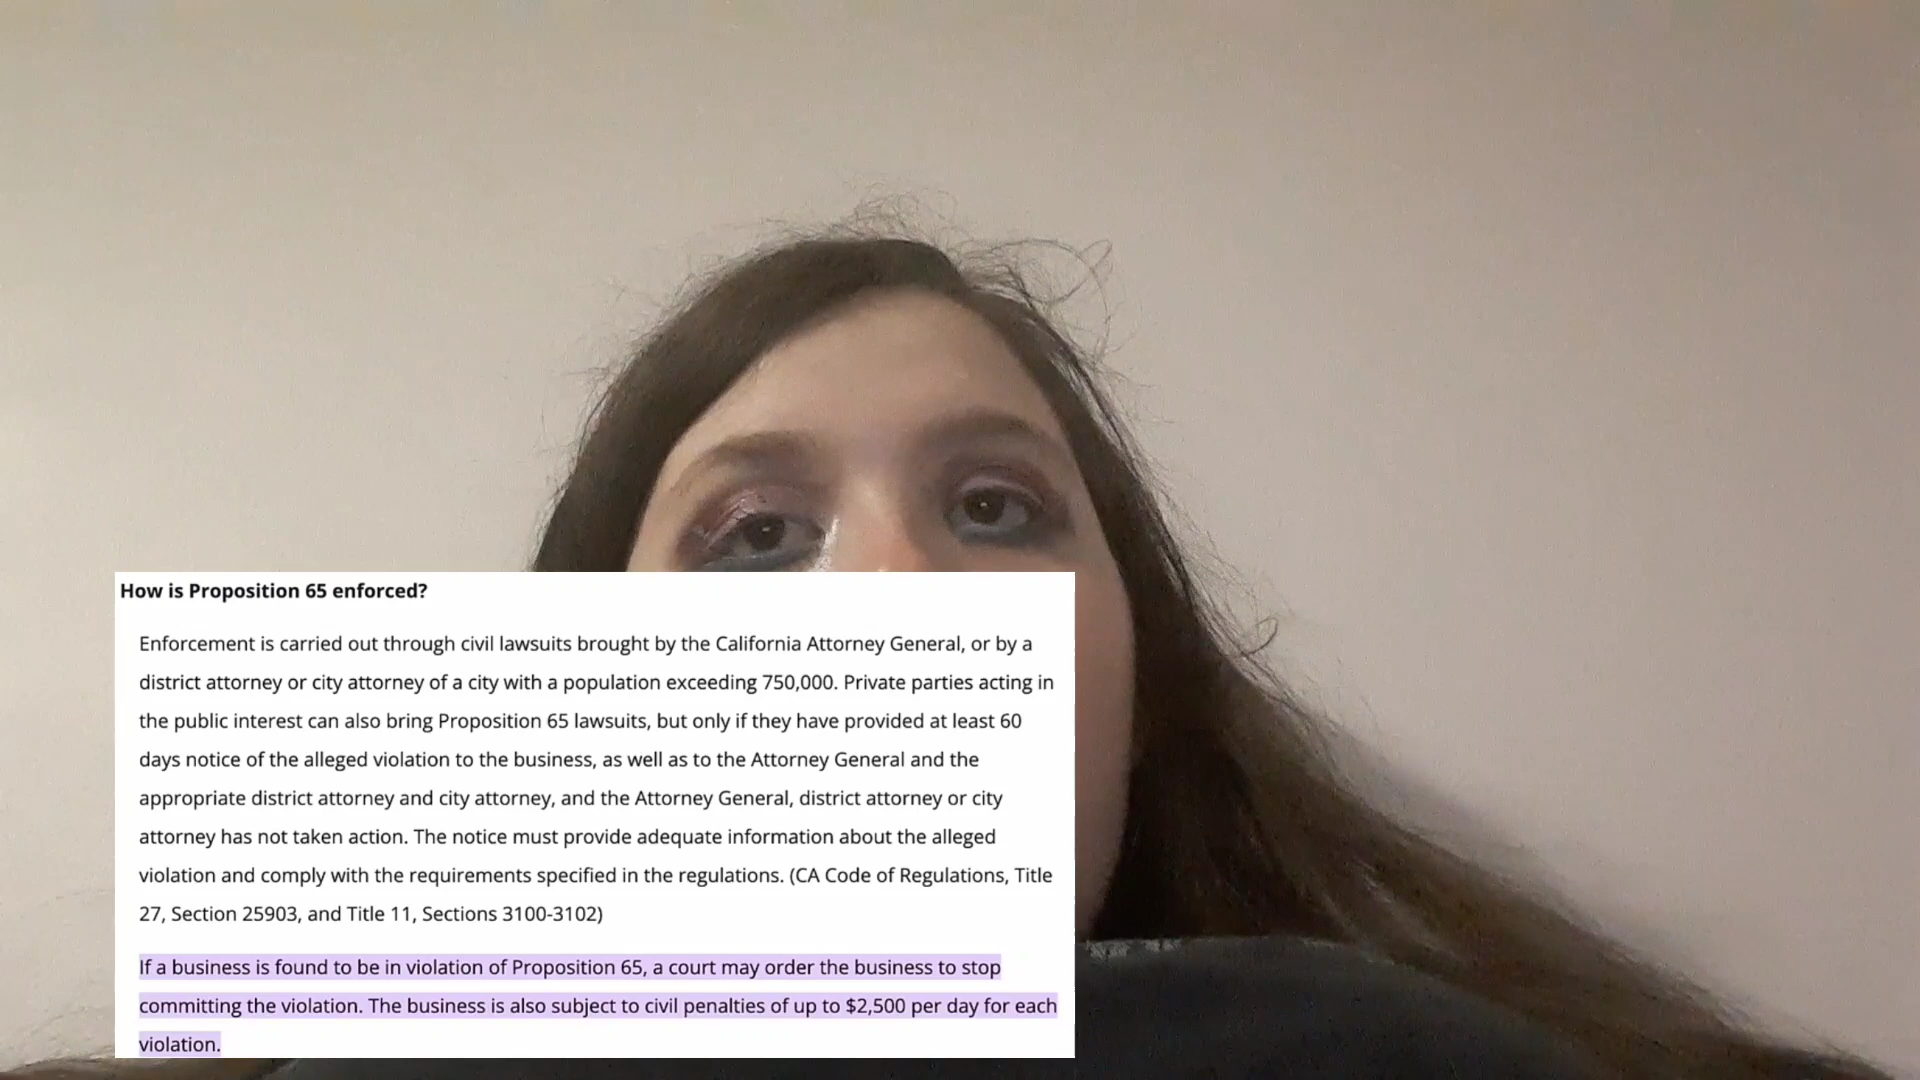 How is Proposition 65 enforced?
Enforcement is carried out through civil lawsuits brought by the California Attorney General, or by a
district attorney or city attorney of a city with a population exceeding 750,000. Private parties acting in
the public interest can also bring Proposition 65 lawsuits, but only if they have provided at least 60
days notice of the alleged violation to the business, as well as to the Attorney General and the
appropriate district attorney and city attorney, and the Attorney General, district attorney or city
attorney has not taken action. The notice must provide adequate information about the alleged
violation and comply with the requirements specified in the regulations. (CA Code of Regulations, Title
27, Section 25903, and Title 11, Sections 3100-3102)
If a business is found to be in violation of Proposition 65, a court may order the business to stop
committing the violation. The business is also subject to civil penalties of up to $2,500 per day for each
violation.